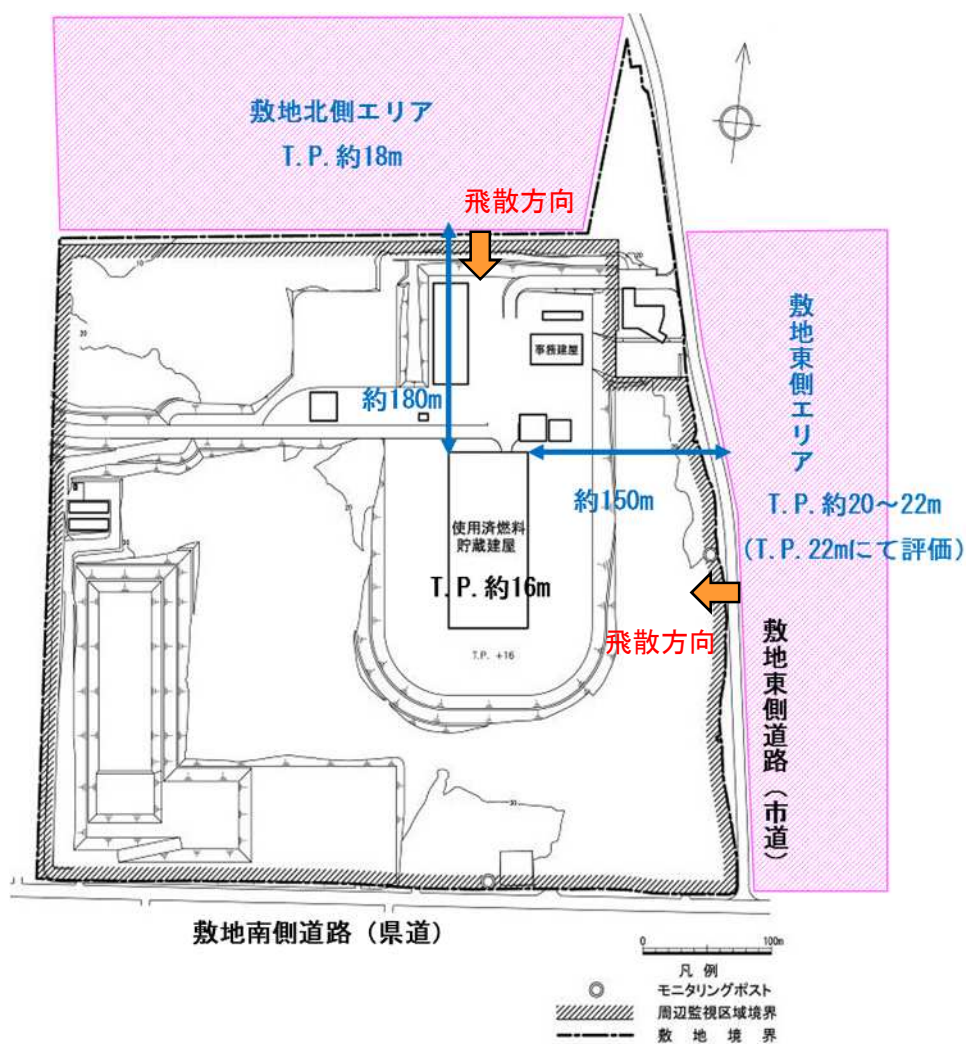 敷地北側エリア
T.P.約18m
飛散方向
事務建屋
約180m
約150m
使用済燃料
貯蔵建屋
T.P.約16m
T.P. +16
敷地東側エリア
T.P.約20～22m
(T.P.22mにて評価)
飛散方向
敷地東側道路（市道）
敷地南側道路（県道）
0 100m
凡 例
モニタリングポスト
周辺監視区域境界
敷 地 境 界